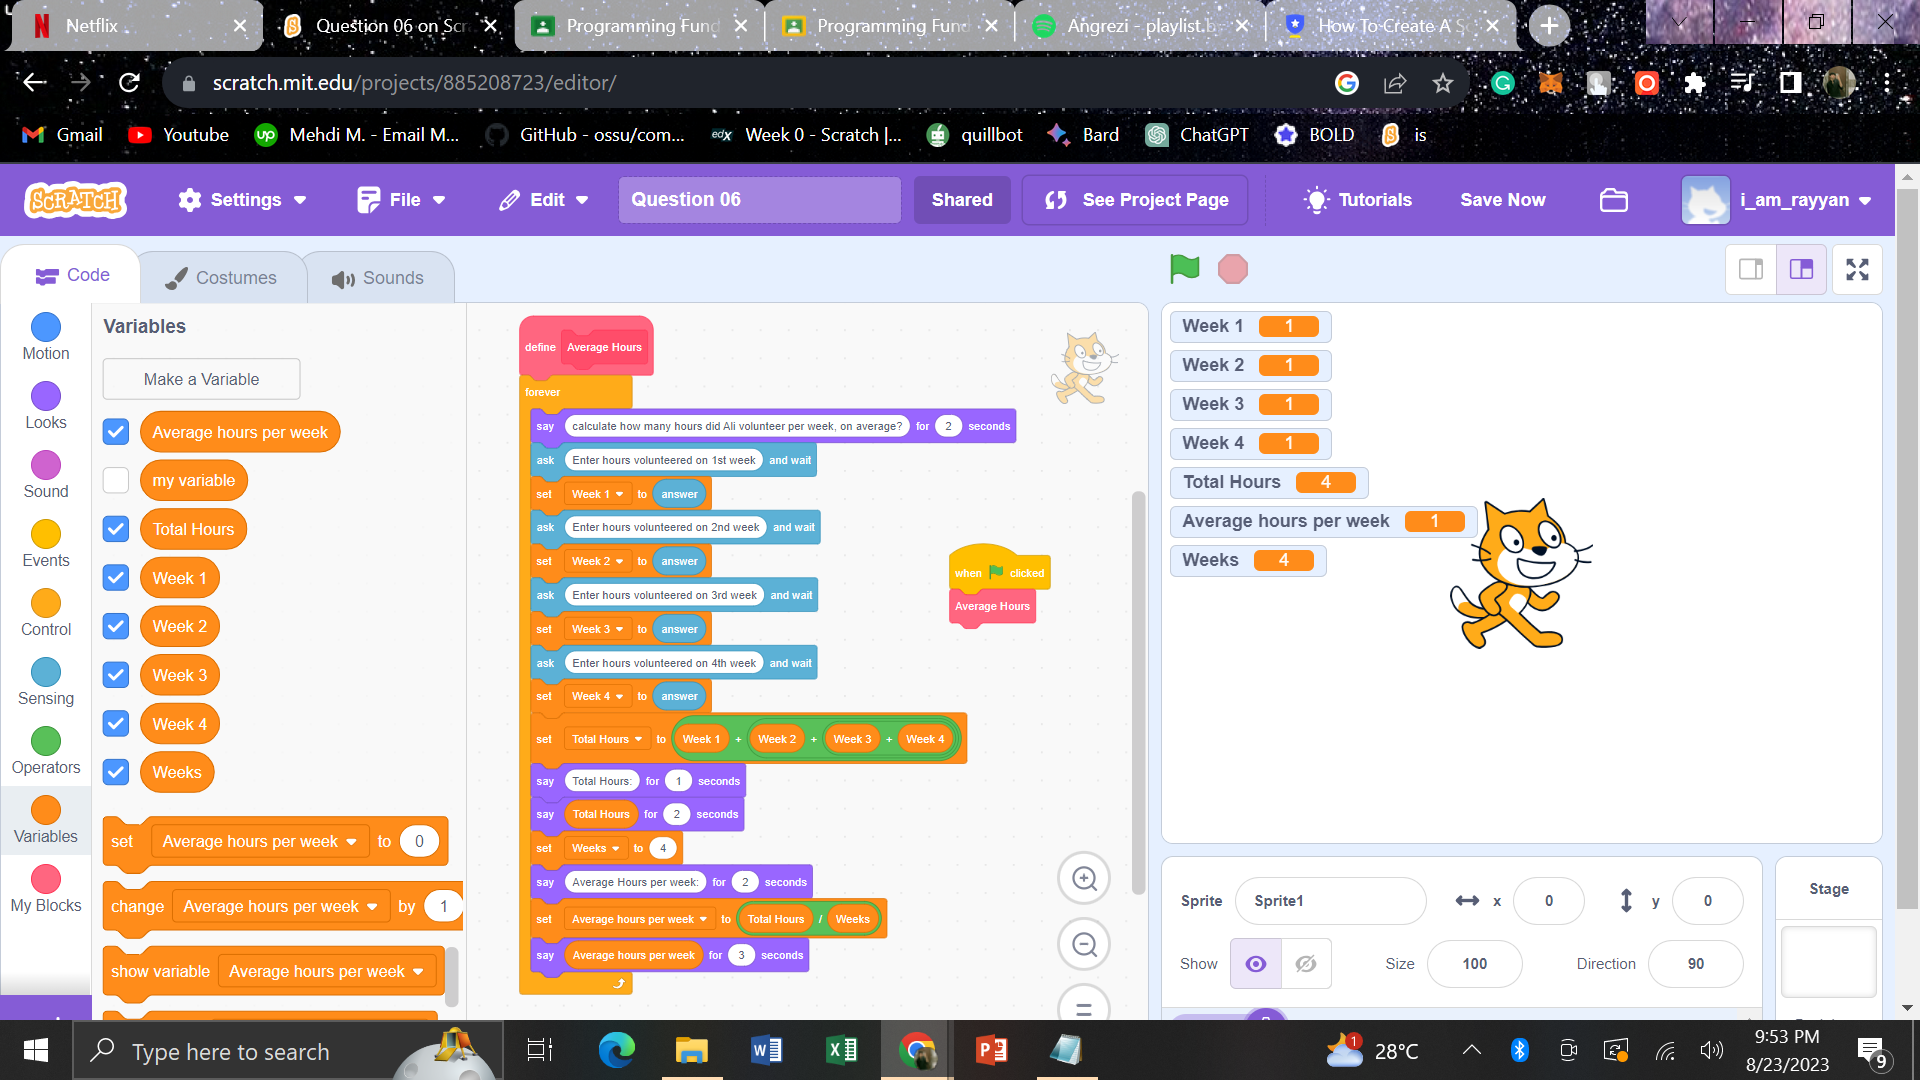 Netflix
Question 06 on Scr
Programming Fund
Programming Fun
Angrezi - playlist b
How To Create A S
scratch.mit.edu/projects/885208723/editor/
Gmail
Youtube
Mehdi M. - Email M...
GitHub - ossu/com...
edX Week 0 - Scratch |...
quillbot
Bard
ChatGPT
BOLD
is
SCRATCH
Settings
File
Edit
Question 06
Shared
See Project Page
Tutorials
Save Now
i_am_rayyan
Code
Costumes
Sounds
Motion
Looks
Sound
Events
Control
Sensing
Operators
Variables
My Blocks
Variables
Make a Variable
Average hours per week
my variable
Total Hours
Week 1
Week 2
Week 3
Week 4
Weeks
set Average hours per week to 0
change Average hours per week by 1
show variable Average hours per week
define Average Hours
forever
say calculate how many hours did Ali volunteer per week, on average? for 2 seconds
ask Enter hours volunteered on 1st week and wait
set Week 1 to answer
ask Enter hours volunteered on 2nd week and wait
set Week 2 to answer
ask Enter hours volunteered on 3rd week and wait
set Week 3 to answer
ask Enter hours volunteered on 4th week and wait
set Week 4 to answer
set Total Hours to Week 1 + Week 2 + Week 3 + Week 4
say Total Hours: for 1 seconds
say Total Hours for 2 seconds
set Weeks to 4
say Average Hours per week: for 2 seconds
set Average hours per week to Total Hours / Weeks
say Average hours per week for 3 seconds
when clicked
Average Hours
Week 1 1
Week 2 1
Week 3 1
Week 4 1
Total Hours 4
Average hours per week 1
Weeks 4
Sprite Sprite1 x 0 y 0
Show Size 100 Direction 90
Stage
Type here to search
1
28°C
9:53 PM
8/23/2023
9